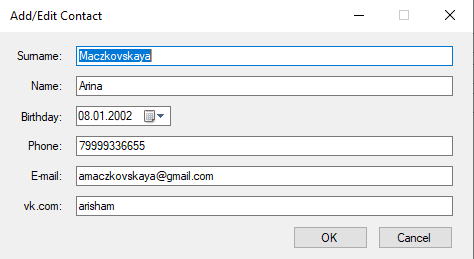 Add/Edit Contact
Surname: Maczkovskaya
Name: Arina
Birthday: 08.01.2002
Phone: 79999336655
E-mail: amaczkovskaya@gmail.com
vk.com: arisham
OK Cancel